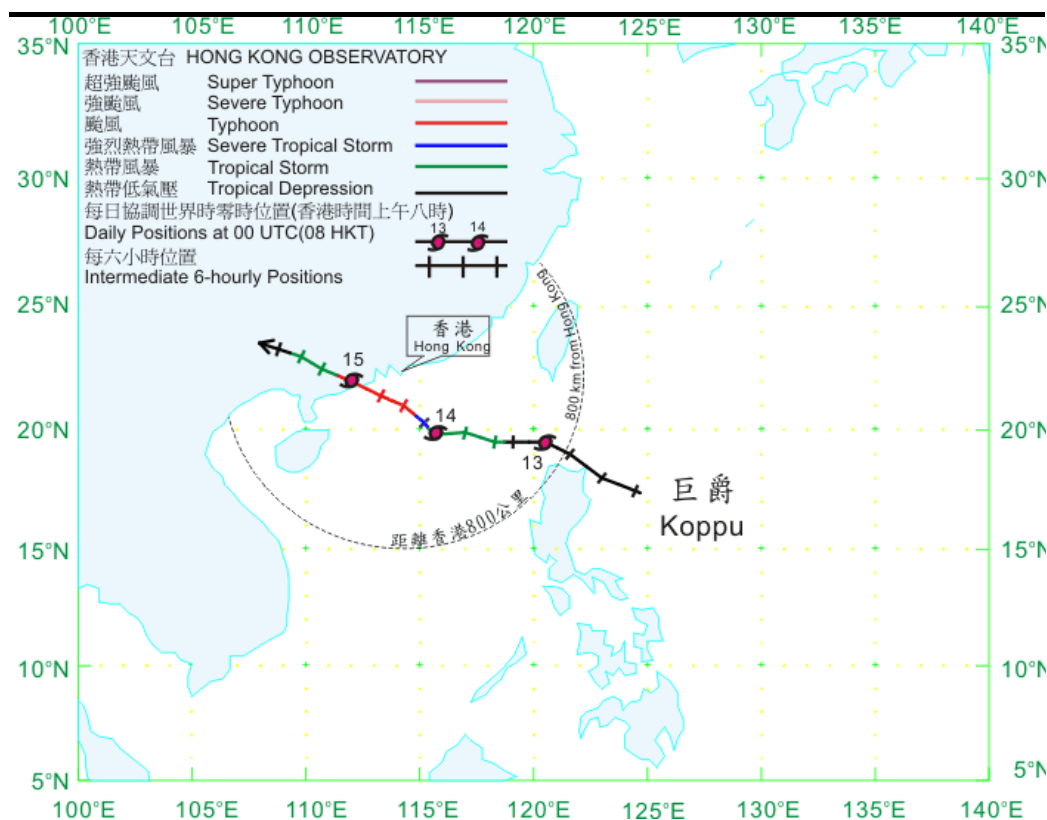 100°E 105°E 110°E 115°E 120°E 125°E 130°E 135°E 140°E
35°N 35°N
香港天文台 HONG KONG OBSERVATORY
超強颱風 Super Typhoon
強颱風 Severe Typhoon
颱風 Typhoon
強烈熱帶風暴 Severe Tropical Storm
熱帶風暴 Tropical Storm
30°N 30°N
熱帶低氣壓 Tropical Depression
每日協調世界時零時位置(香港時間上午八時)
Daily Positions at 00 UTC(08 HKT) 13 14
每六小時位置
Intermediate 6-hourly Positions
25°N 25°N
800 km from Hong Kong
香港
Hong Kong
15
14
20°N 20°N
13
巨爵
Koppu
距離香港800公里
15°N 15°N
10°N 10°N
5°N 5°N
100°E 105°E 110°E 115°E 120°E 125°E 130°E 135°E 140°E